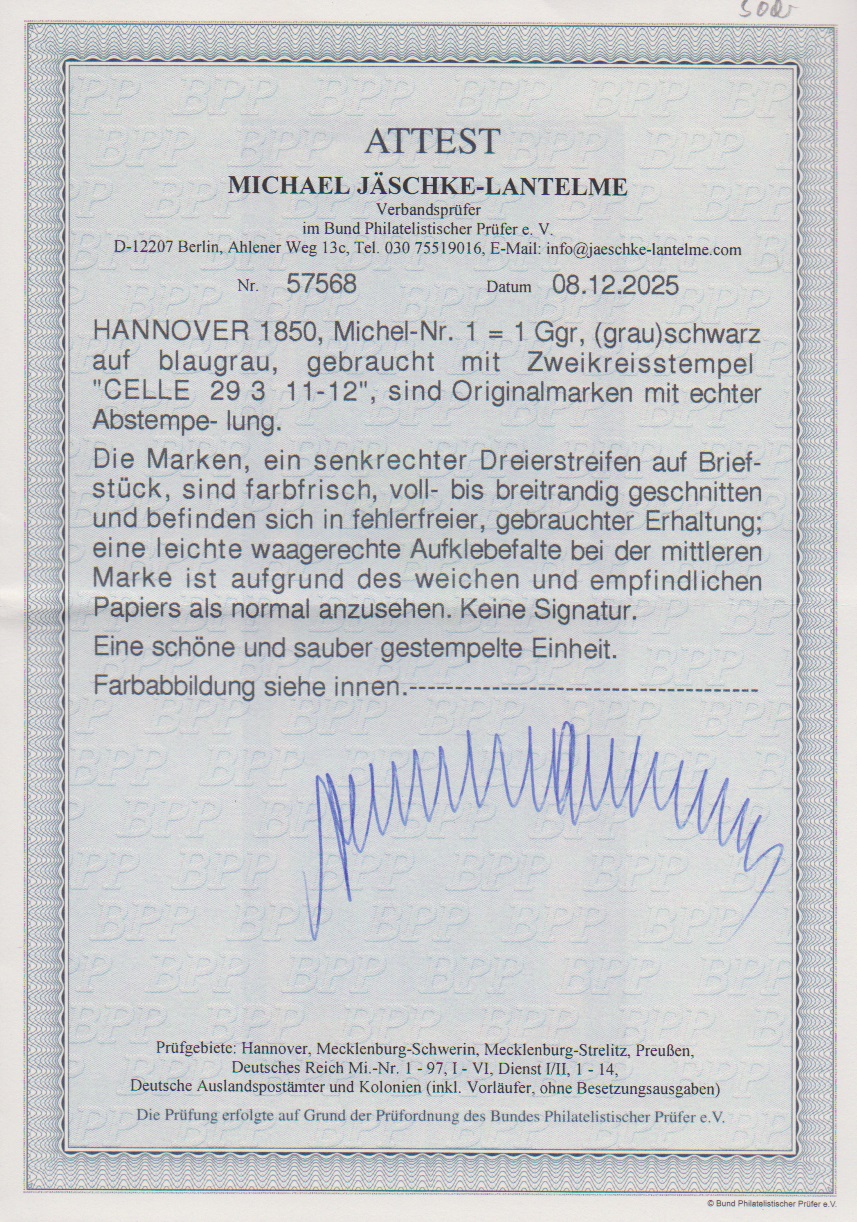 ATTEST
MICHAEL JÄSCHKE-LANTELME
Verbandsprüfer
im Bund Philatelistischer Prüfer e. V.
D-12207 Berlin, Ahlener Weg 13c, Tel. 030 75519016, E-Mail: info@jaeschke-lantelme.com
Nr. 57568 Datum 08.12.2025
HANNOVER 1850, Michel-Nr. 1 = 1 Ggr, (grau)schwarz
auf blaugrau, gebraucht mit Zweikreisstempel
"CELLE 29 3 11-12", sind Originalmarken mit echter
Abstempe- lung.
Die Marken, ein senkrechter Dreierstreifen auf Brief-
stück, sind farbfrisch, voll- bis breitrandig geschnitten
und befinden sich in fehlerfreier, gebrauchter Erhaltung;
eine leichte waagerechte Aufklebefalte bei der mittleren
Marke ist aufgrund des weichen und empfindlichen
Papiers als normal anzusehen. Keine Signatur.
Eine schöne und sauber gestempelte Einheit.
Farbabbildung siehe innen.--------------------------------------
Prüfgebiete: Hannover, Mecklenburg-Schwerin, Mecklenburg-Strelitz, Preußen,
Deutsches Reich Mi.-Nr. 1 - 97, I - VI, Dienst I/II, 1 - 14,
Deutsche Auslandspostämter und Kolonien (inkl. Vorläufer, ohne Besetzungsausgaben)
Die Prüfung erfolgte auf Grund der Prüfordnung des Bundes Philatelistischer Prüfer e.V.
© Bund Philatelistischer Prüfer e.V.